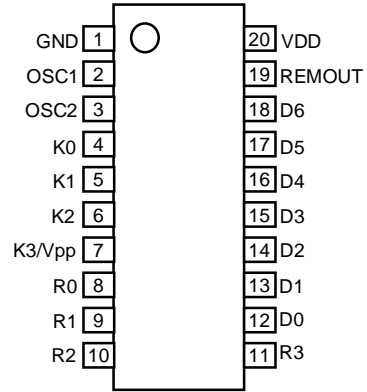 GND 1 20 VDD
OSC1 2 19 REMOUT
OSC2 3 18 D6
K0 4 17 D5
K1 5 16 D4
K2 6 15 D3
K3/Vpp 7 14 D2
R0 8 13 D1
R1 9 12 D0
R2 10 11 R3